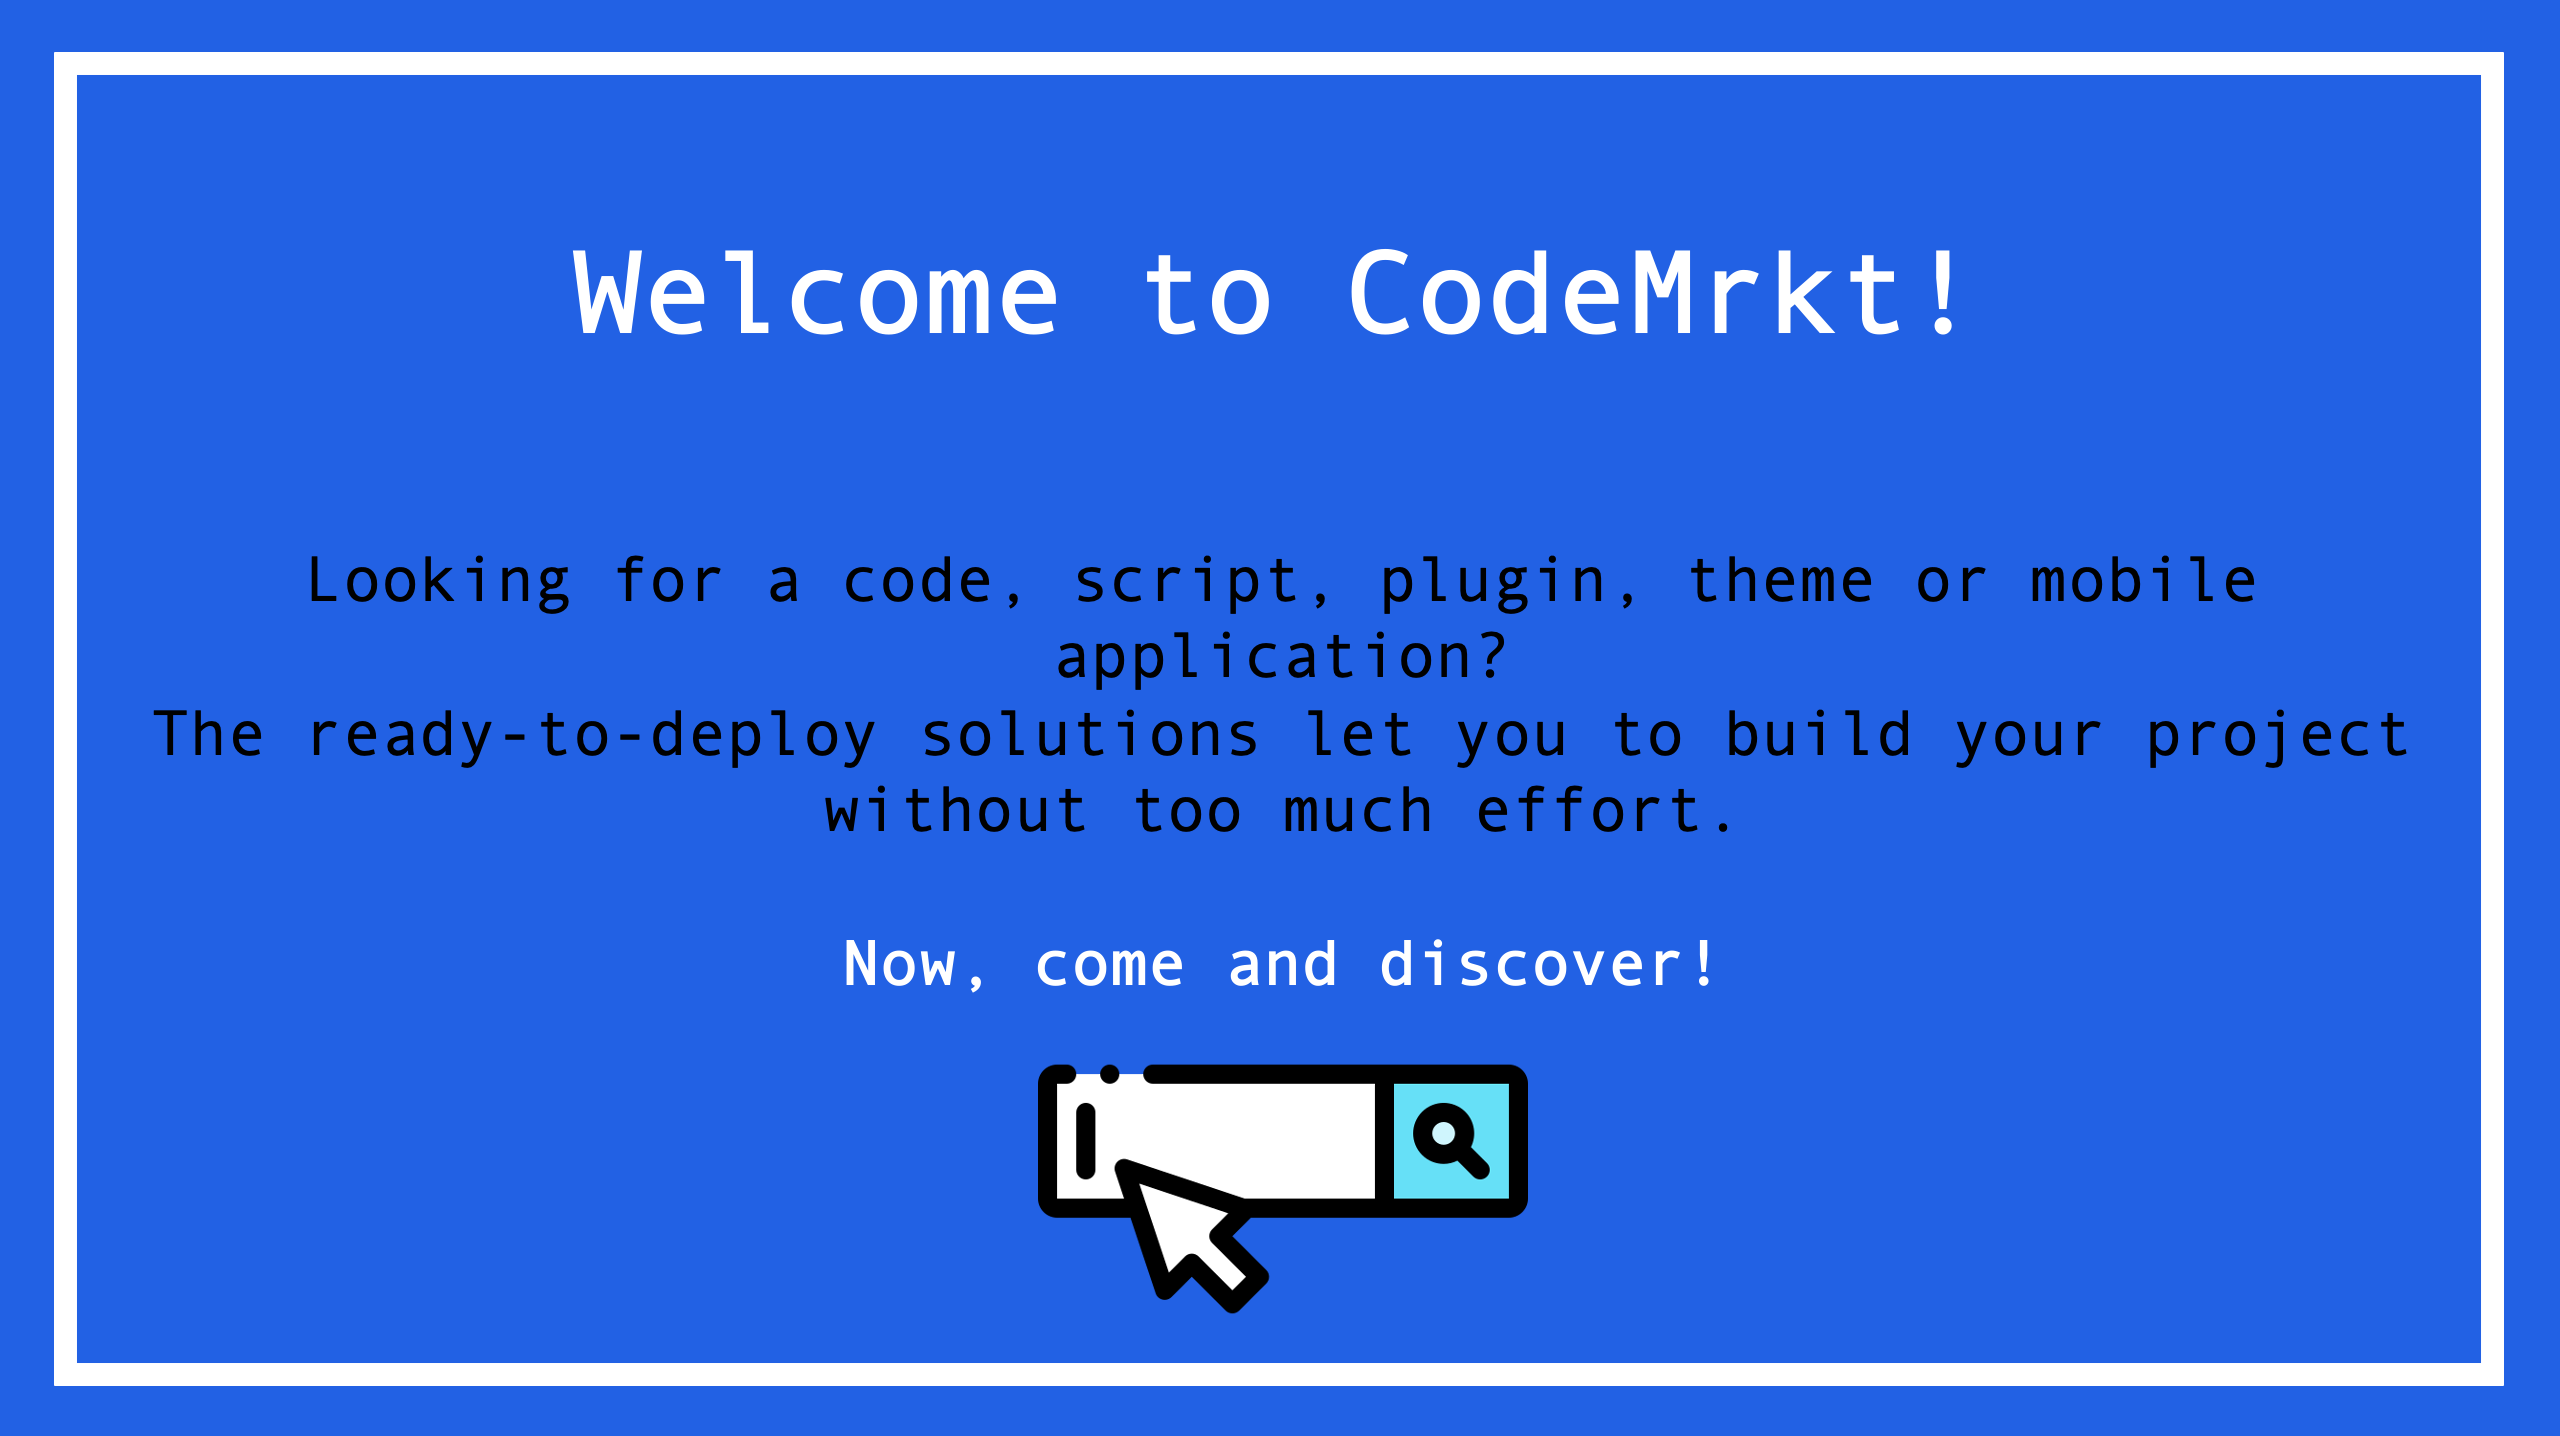 Welcome to CodeMrkt!
Looking for a code, script, plugin, theme or mobile
application?
The ready-to-deploy solutions let you to build your project
without too much effort.
Now, come and discover!